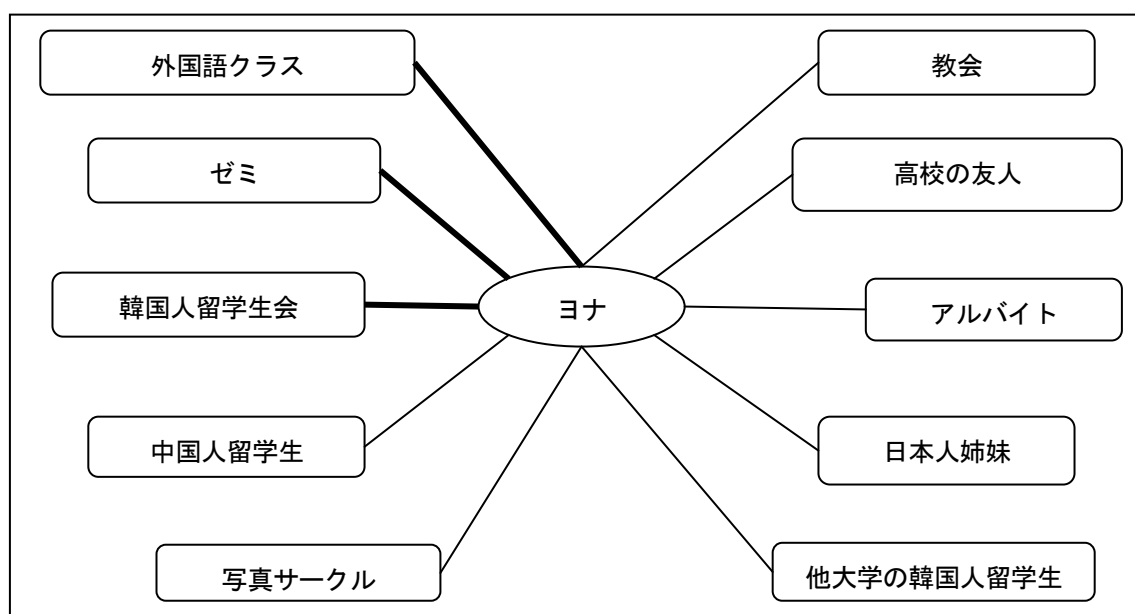 外国語クラス
教会
ゼミ
高校の友人
韓国人留学生会
ヨナ
アルバイト
中国人留学生
日本人姉妹
写真サークル
他大学の韓国人留学生